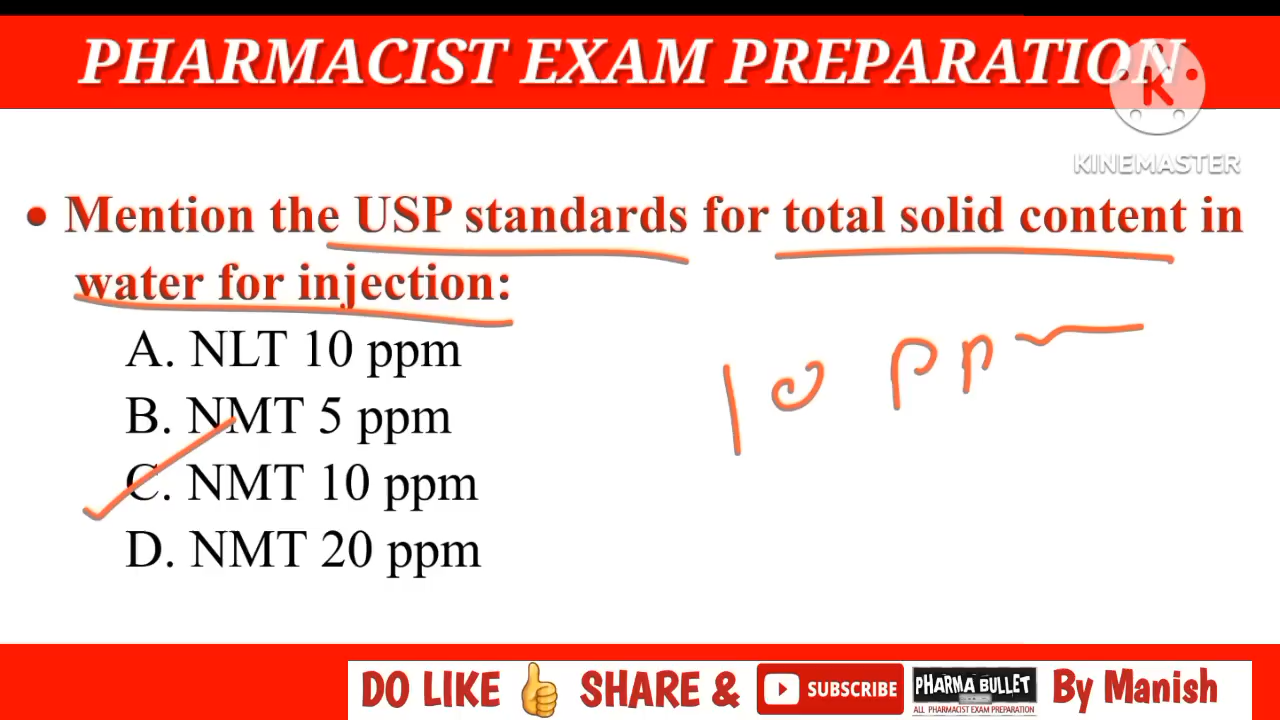 PHARMACIST EXAM PREPARATION
KINEMASTER
• Mention the USP standards for total solid content in
water for injection:
A. NLT 10 ppm
B. NMT 5 ppm
C. NMT 10 ppm
D. NMT 20 ppm
10 ppm
DO LIKE SHARE & SUBSCRIBE PHARMA BULLET By Manish
ALL PHARMACIST EXAM PREPARATION